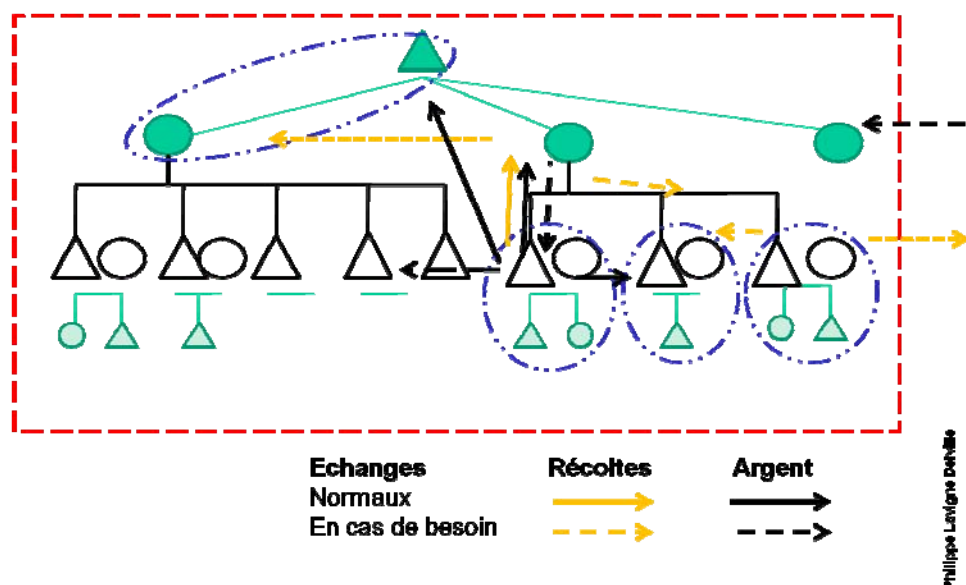 Echanges Récoltes Argent
Normaux
En cas de besoin
Philippe Lavigne Delville